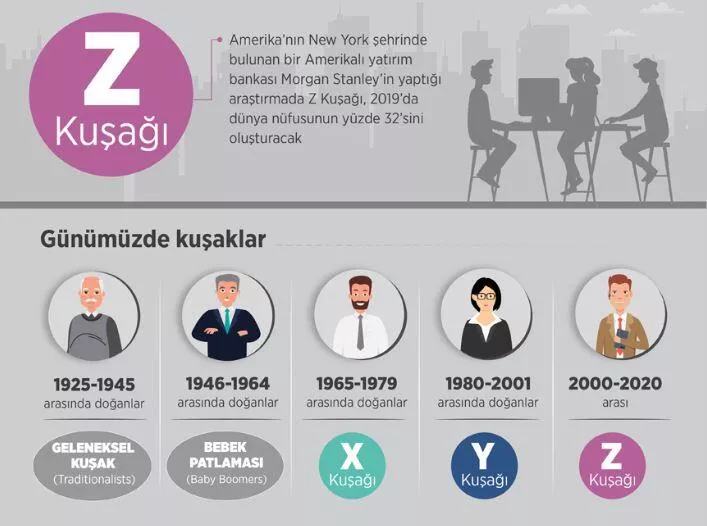 Z
Kuşağı
Amerika'nın New York şehrinde
bulunan bir Amerikalı yatırım
bankası Morgan Stanley'in yaptığı
araştırmada Z Kuşağı, 2019'da
dünya nüfusunun yüzde 32'sini
oluşturacak
Günümüzde kuşaklar
1925-1945
arasında doğanlar
GELENEKSEL
KUŞAK
(Traditionalists)
1946-1964
arasında doğanlar
BEBEK
PATLAMASI
(Baby Boomers)
1965-1979
arasında doğanlar
X
Kuşağı
1980-2001
arasında doğanlar
Y
Kuşağı
2000-2020
arası
Z
Kuşağı